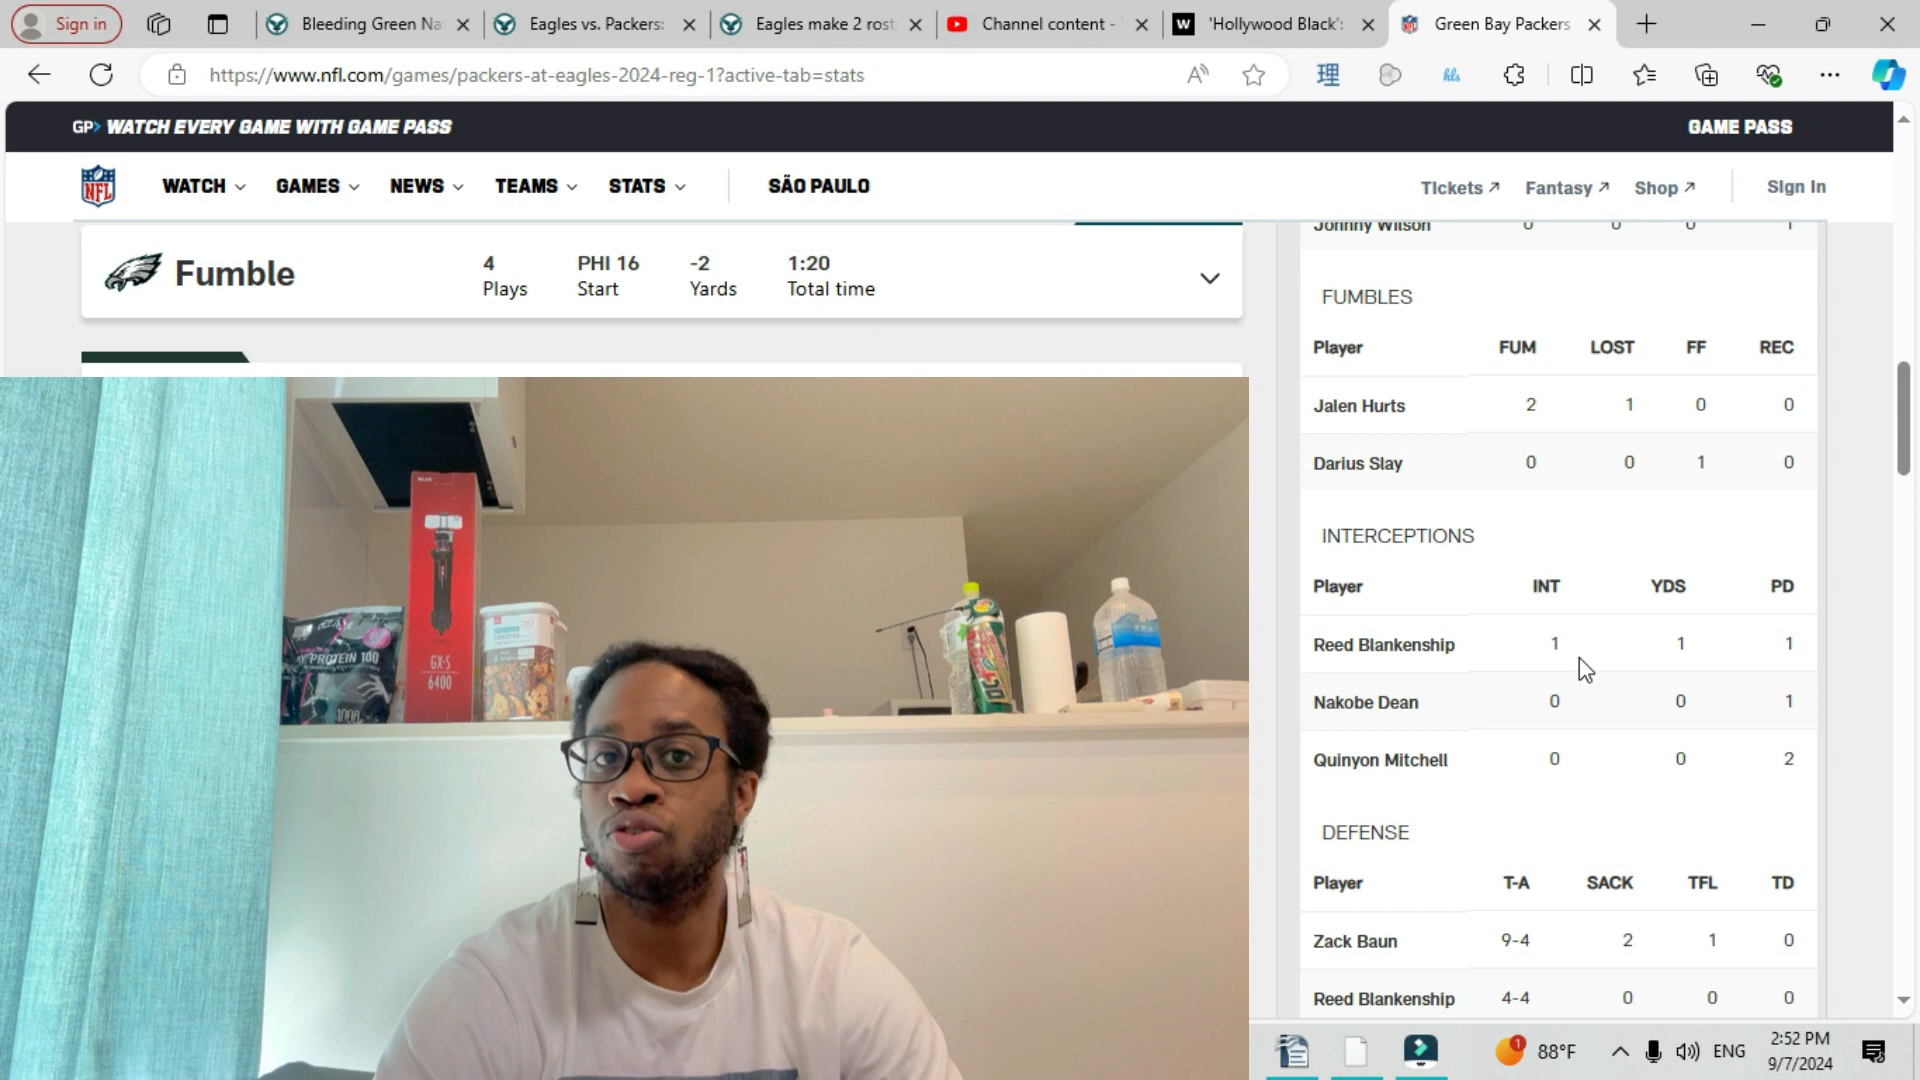 Sign in
Bleeding Green Na
Eagles vs. Packers:
Eagles make 2 rost
Channel content -
W
'Hollywood Black':
Green Bay Packers
https://www.nfl.com/games/packers-at-eagles-2024-reg-1?active-tab=stats
理
hls
GP WATCH EVERY GAME WITH GAME PASS
GAME PASS
NFL
WATCH
GAMES
NEWS
TEAMS
STATS
SÃO PAULO
Tickets
Fantasy
Shop
Sign In
Johnny Wilson 0 0 0 1
Fumble
4 PHI 16 -2 1:20
Plays Start Yards Total time
FUMBLES
Player FUM LOST FF REC
Jalen Hurts 2 1 0 0
Darius Slay 0 0 1 0
INTERCEPTIONS
Player INT YDS PD
Reed Blankenship 1 1 1
Nakobe Dean 0 0 1
Quinyon Mitchell 0 0 2
DEFENSE
Player T-A SACK TFL TD
Zack Baun 9-4 2 1 0
Reed Blankenship 4-4 0 0 0
PROTEIN 100
GX-S
6400
1
88°F
ENG
2:52 PM
9/7/2024